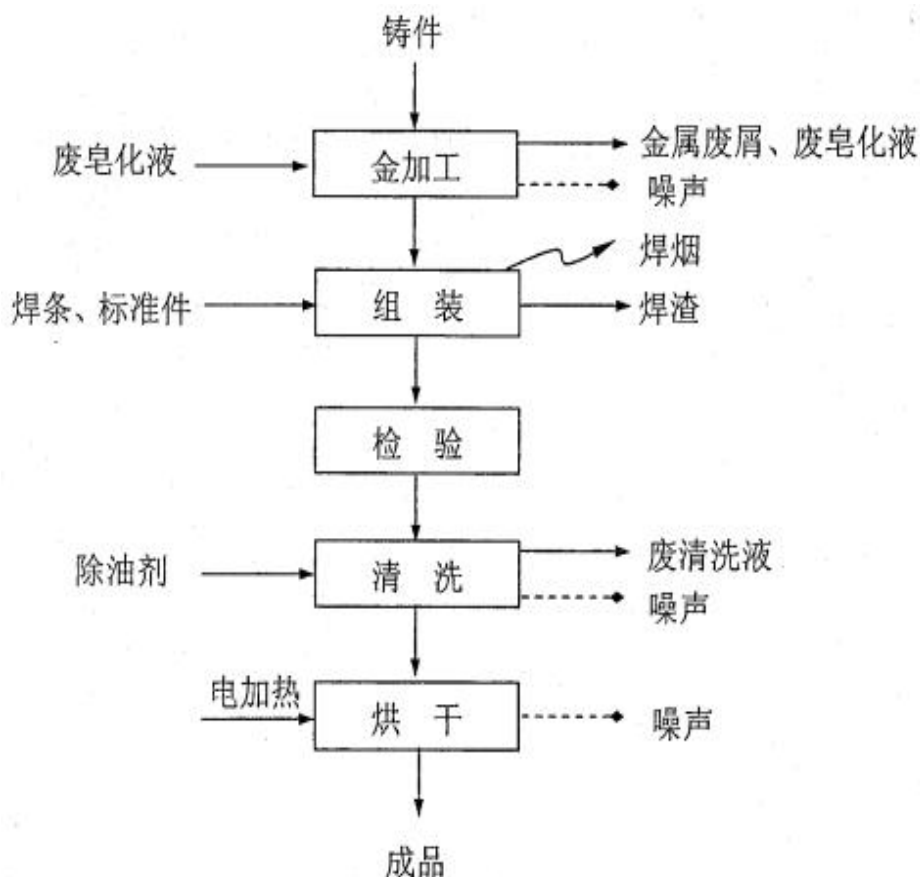 铸件
废皂化液
金加工
金属废屑、废皂化液
噪声
焊烟
焊条、标准件
组 装
焊渣
检 验
除油剂
清 洗
废清洗液
噪声
电加热
烘 干
噪声
成品